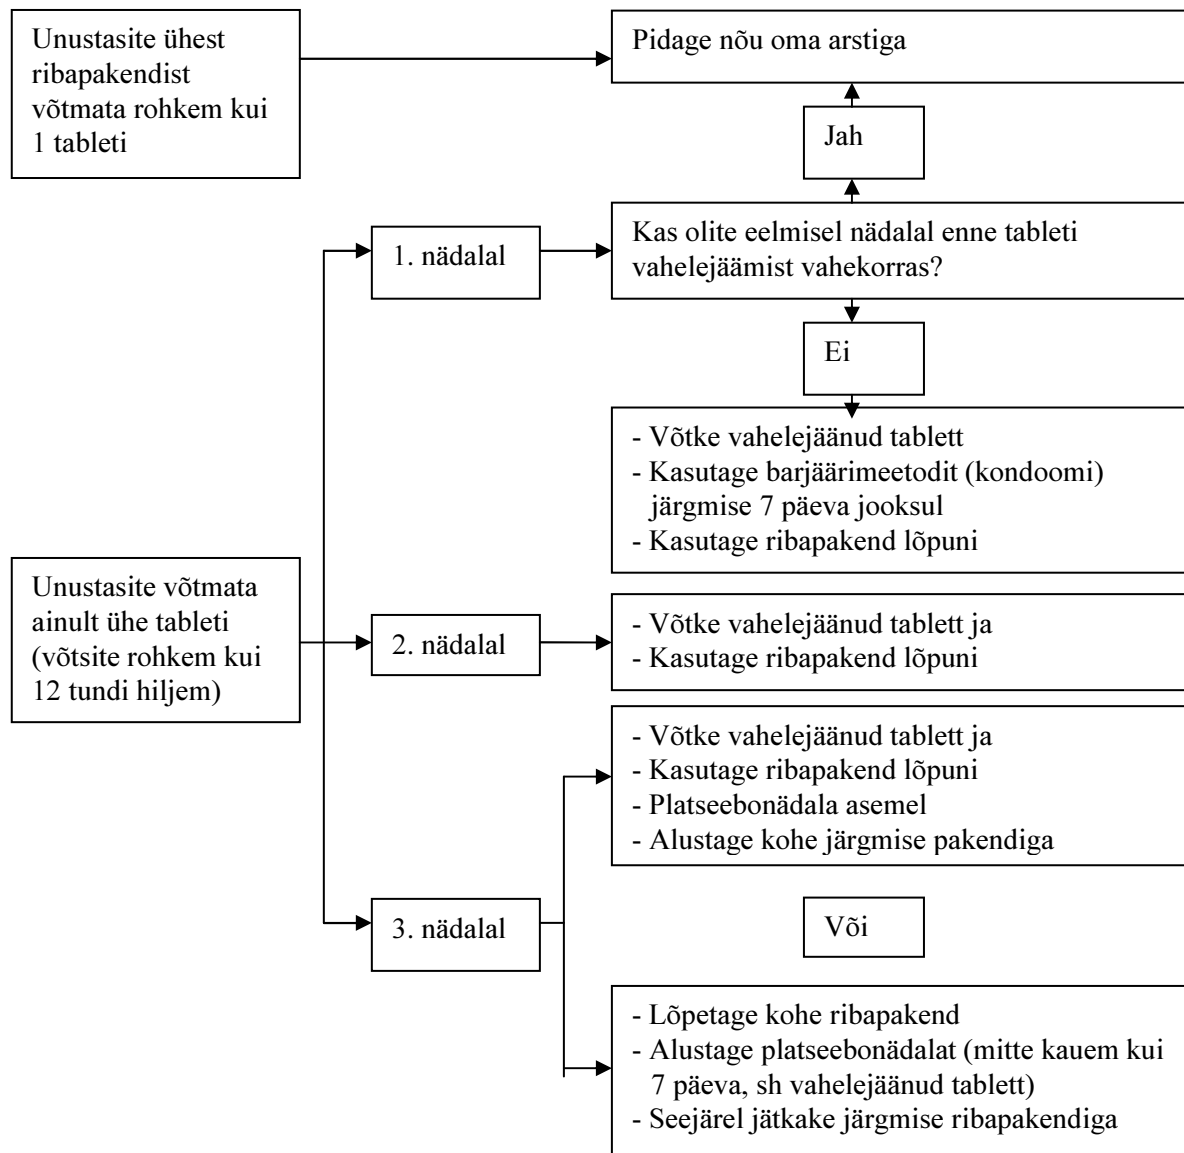 Unustasite ühest
ribapakendist
võtmata rohkem kui
1 tableti
Pidage nõu oma arstiga
Jah
1. nädalal
Kas olite eelmisel nädalal enne tableti
vahelejäämist vahekorras?
Ei
- Võtke vahelejäänud tablett
- Kasutage barjäärimeetodit (kondoomi)
järgmise 7 päeva jooksul
- Kasutage ribapakend lõpuni
Unustasite võtmata
ainult ühe tableti
(võtsite rohkem kui
12 tundi hiljem)
2. nädalal
- Võtke vahelejäänud tablett ja
- Kasutage ribapakend lõpuni
3. nädalal
- Võtke vahelejäänud tablett ja
- Kasutage ribapakend lõpuni
- Platseebonädala asemel
- Alustage kohe järgmise pakendiga
Või
- Lõpetage kohe ribapakend
- Alustage platseebonädalat (mitte kauem kui
7 päeva, sh vahelejäänud tablett)
- Seejärel jätkake järgmise ribapakendiga